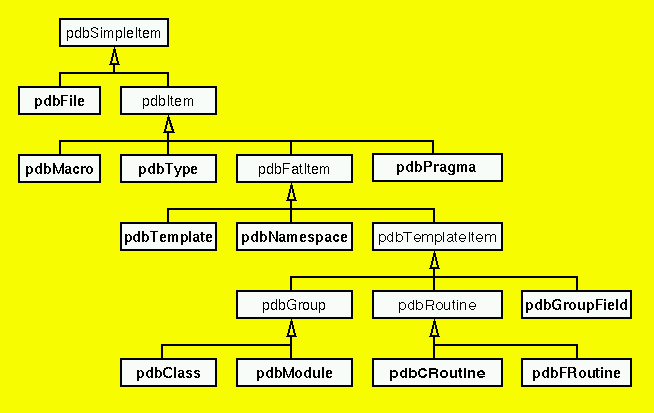 pdbSimpleItem
pdbFile
pdbItem
pdbMacro
pdbType
pdbFatItem
pdbPragma
pdbTemplate
pdbNamespace
pdbTemplateItem
pdbGroup
pdbRoutine
pdbGroupField
pdbClass
pdbModule
pdbCRoutine
pdbFRoutine